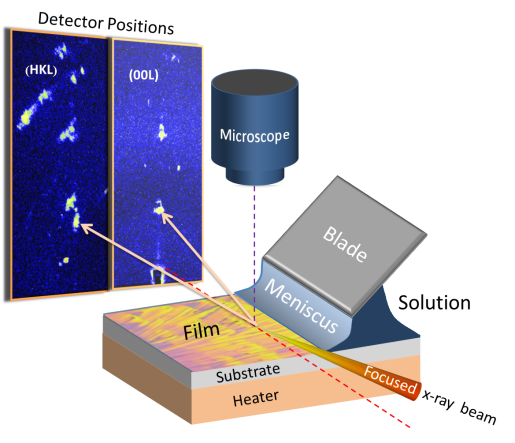 Detector Positions
(HKL)
(00L)
Microscope
Blade
Meniscus
Solution
Film
Substrate
Heater
Focused
x-ray beam